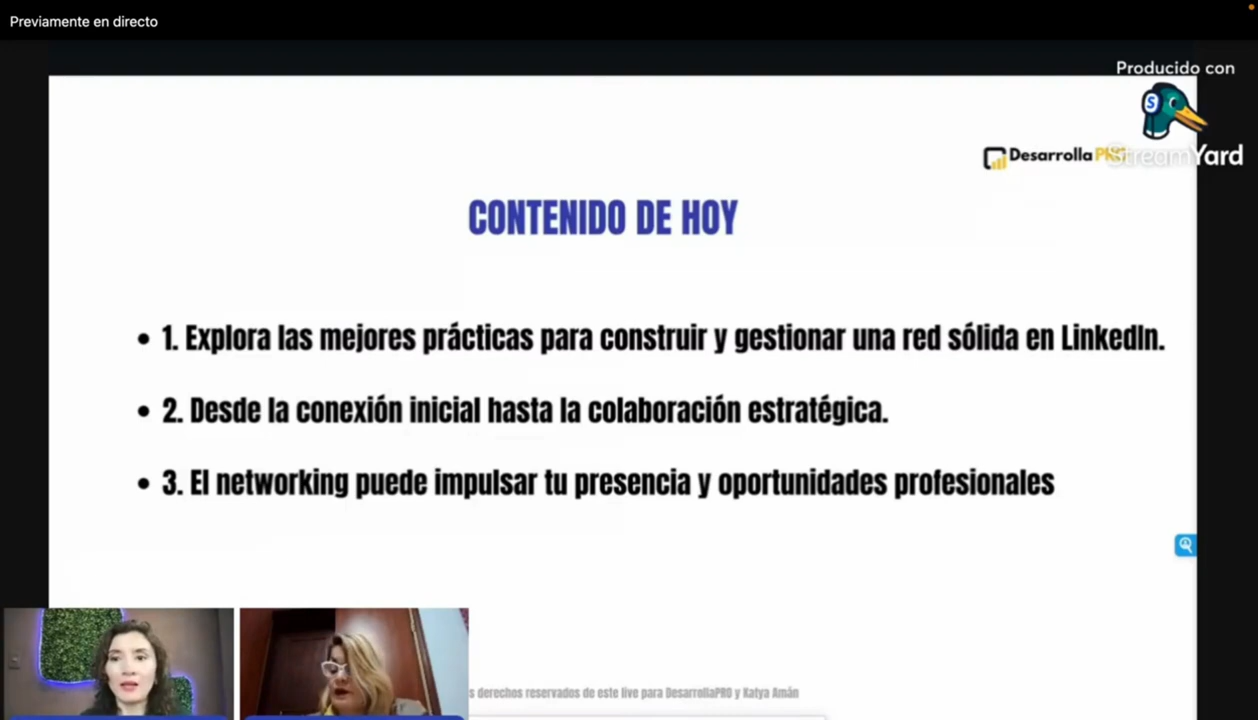 Previamente en directo
Producido con
StreamYard
Desarrolla PRO
CONTENIDO DE HOY
• 1. Explora las mejores prácticas para construir y gestionar una red sólida en LinkedIn.
• 2. Desde la conexión inicial hasta la colaboración estratégica.
• 3. El networking puede impulsar tu presencia y oportunidades profesionales
s derechos reservados de este live para DesarrollaPRO y Katya Amán